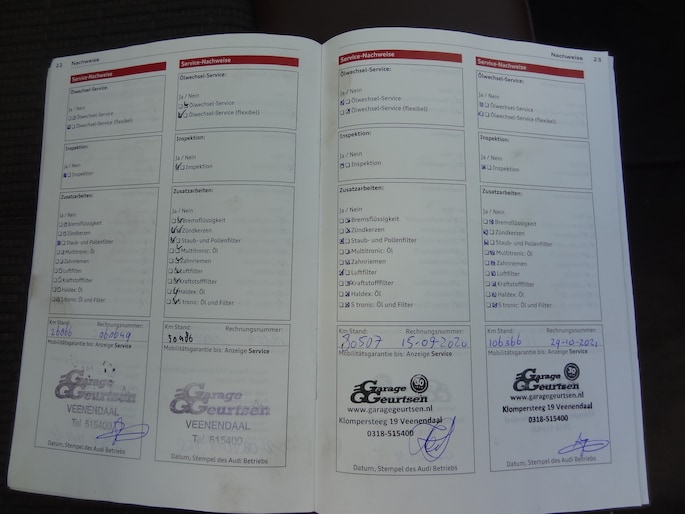 22 Nachweise
Service-Nachweise
Ölwechsel-Service:
Ja / Nein
Ölwechsel-Service
Ölwechsel-Service (flexibel)
Inspektion:
Ja / Nein
Inspektion
Zusatzarbeiten:
Ja / Nein
Bremsflüssigkeit
Zündkerzen
Staub- und Pollenfilter
Multitronic: Öl
Zahnriemen
Luftfilter
Kraftstofffilter
Haldex: Öl
S tronic: Öl und Filter
Km Stand: Rechnungsnummer:
Mobilitätsgarantie bis: Anzeige Service
Garage
Geurtsen
VEENENDAAL
Tel. 515400
Datum, Stempel des Audi Betriebs
Service-Nachweise
Ölwechsel-Service:
Ja / Nein
Ölwechsel-Service
Ölwechsel-Service (flexibel)
Inspektion:
Ja / Nein
Inspektion
Zusatzarbeiten:
Ja / Nein
Bremsflüssigkeit
Zündkerzen
Staub- und Pollenfilter
Multitronic: Öl
Zahnriemen
Luftfilter
Kraftstofffilter
Haldex: Öl
S tronic: Öl und Filter
Km Stand: Rechnungsnummer:
Mobilitätsgarantie bis: Anzeige Service
Garage
Geurtsen
VEENENDAAL
Tel. 515400
Datum, Stempel des Audi Betriebs
Service-Nachweise
Ölwechsel-Service:
Ja / Nein
Ölwechsel-Service
Ölwechsel-Service (flexibel)
Inspektion:
Ja / Nein
Inspektion
Zusatzarbeiten:
Ja / Nein
Bremsflüssigkeit
Zündkerzen
Staub- und Pollenfilter
Multitronic: Öl
Zahnriemen
Luftfilter
Kraftstofffilter
Haldex: Öl
S tronic: Öl und Filter
Km Stand: Rechnungsnummer:
80507 15-09-2020
Mobilitätsgarantie bis: Anzeige Service
Garage
Geurtsen
www.garagegeurtsen.nl
Klompersteeg 19 Veenendaal
0318-515400
Datum, Stempel des Audi Betriebs
Nachweise 23
Service-Nachweise
Ölwechsel-Service:
Ja / Nein
Ölwechsel-Service
Ölwechsel-Service (flexibel)
Inspektion:
Ja / Nein
Inspektion
Zusatzarbeiten:
Ja / Nein
Bremsflüssigkeit
Zündkerzen
Staub- und Pollenfilter
Multitronic: Öl
Zahnriemen
Luftfilter
Kraftstofffilter
Haldex: Öl
S tronic: Öl und Filter
Km Stand: Rechnungsnummer:
106366 29-10-2021
Mobilitätsgarantie bis: Anzeige Service
Garage
Geurtsen
www.garagegeurtsen.nl
Klompersteeg 19 Veenendaal
0318-515400
Datum, Stempel des Audi Betriebs